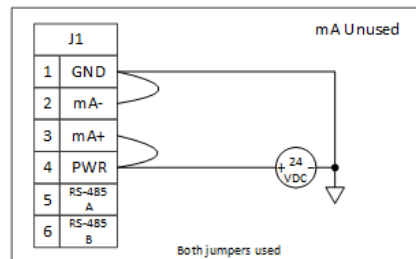 mA Unused
J1
1 GND
2 mA-
3 mA+
4 PWR
5 RS-485 A
6 RS-485 B
+ 24 VDC -
Both jumpers used